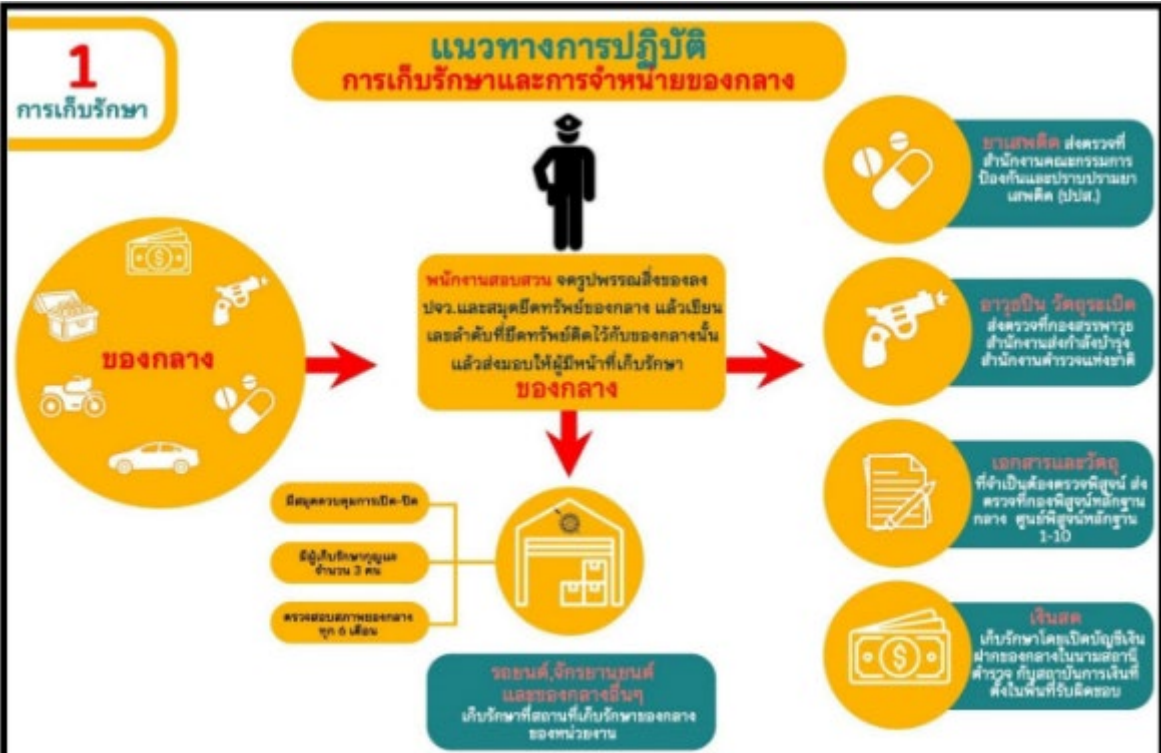 1
การเก็บรักษา
แนวทางการปฏิบัติ
การเก็บรักษาและการจำหน่ายของกลาง
ของกลาง
พนักงานสอบสวน จดรูปพรรณสิ่งของลง
ปจว.และสมุดยึดทรัพย์ของกลาง แล้วเขียน
เลขลำดับที่ยึดทรัพย์ติดไว้กับของกลางนั้น
แล้วส่งมอบให้ผู้มีหน้าที่เก็บรักษา
ของกลาง
ยาเสพติด ส่งตรวจที่
สำนักงานคณะกรรมการ
ป้องกันและปราบปรามยา
เสพติด (ปปส.)
อาวุธปืน วัตถุระเบิด
ส่งตรวจที่กองสรรพาวุธ
สำนักงานส่งกำลังบำรุง
สำนักงานตำรวจแห่งชาติ
เอกสารและวัตถุ
ที่จำเป็นต้องตรวจพิสูจน์ ส่ง
ตรวจที่กองพิสูจน์หลักฐาน
กลาง ศูนย์พิสูจน์หลักฐาน
1-10
เงินสด
เก็บรักษาโดยเปิดบัญชีเงิน
ฝากของกลางในนามสถานี
ตำรวจ กับสถาบันการเงินที่
ตั้งในพื้นที่รับผิดชอบ
มีสมุดควบคุมการเปิด-ปิด
มีผู้เก็บรักษากุญแจ
จำนวน 3 คน
ตรวจสอบสภาพของกลาง
ทุก 6 เดือน
รถยนต์,จักรยานยนต์
และของกลางอื่นๆ
เก็บรักษาที่สถานที่เก็บรักษาของกลาง
ของหน่วยงาน